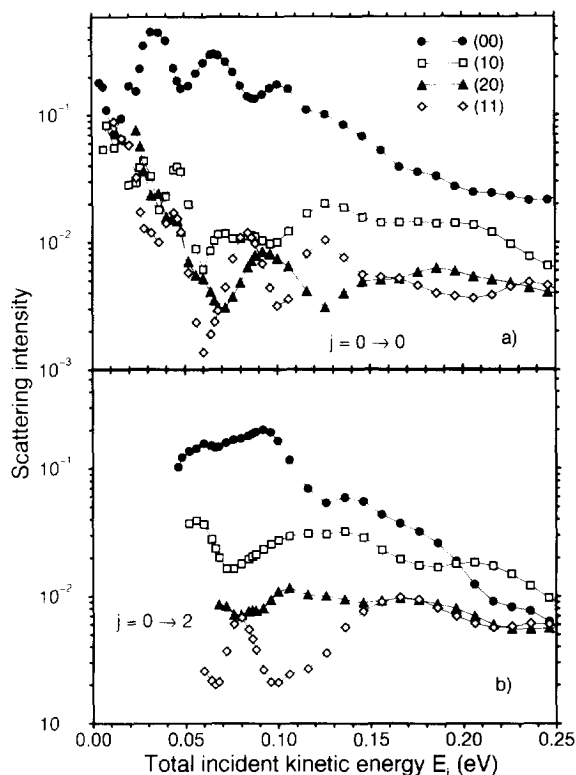 (00)
(10)
(20)
(11)
10⁻¹
10⁻²
10⁻³
j = 0 → 0
a)
Scattering intensity
10⁻¹
10⁻²
10
j = 0 → 2
b)
0.00 0.05 0.10 0.15 0.20 0.25
Total incident kinetic energy Eᵢ (eV)